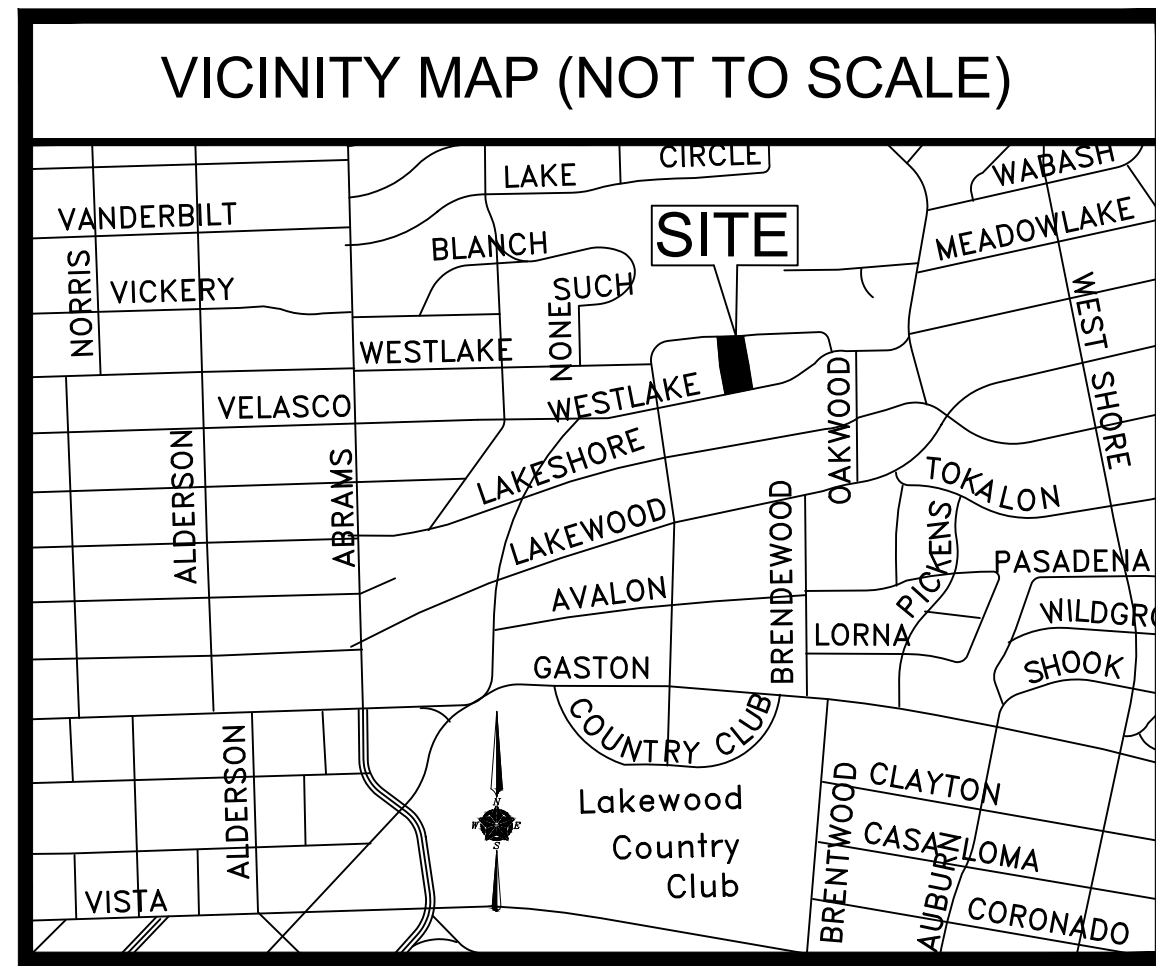 VICINITY MAP (NOT TO SCALE)
LAKE
CIRCLE
WABASH
VANDERBILT
BLANCH
SITE
MEADOWLAKE
NORRIS
VICKERY
SUCH
NONE
WEST SHORE
WESTLAKE
WESTLAKE
OAKWOOD
VELASCO
LAKESHORE
ALDERSON
ABRAMS
LAKEWOOD
BRENDEWOOD
TOKALON
PICKENS
PASADENA
AVALON
LORNA
WILDGRO
GASTON
SHOOK
COUNTRY CLUB
ALDERSON
N
W
E
S
Lakewood
Country
Club
BRENTWOOD
CLAYTON
CASA LOMA
AUBURN
VISTA
CORONADO